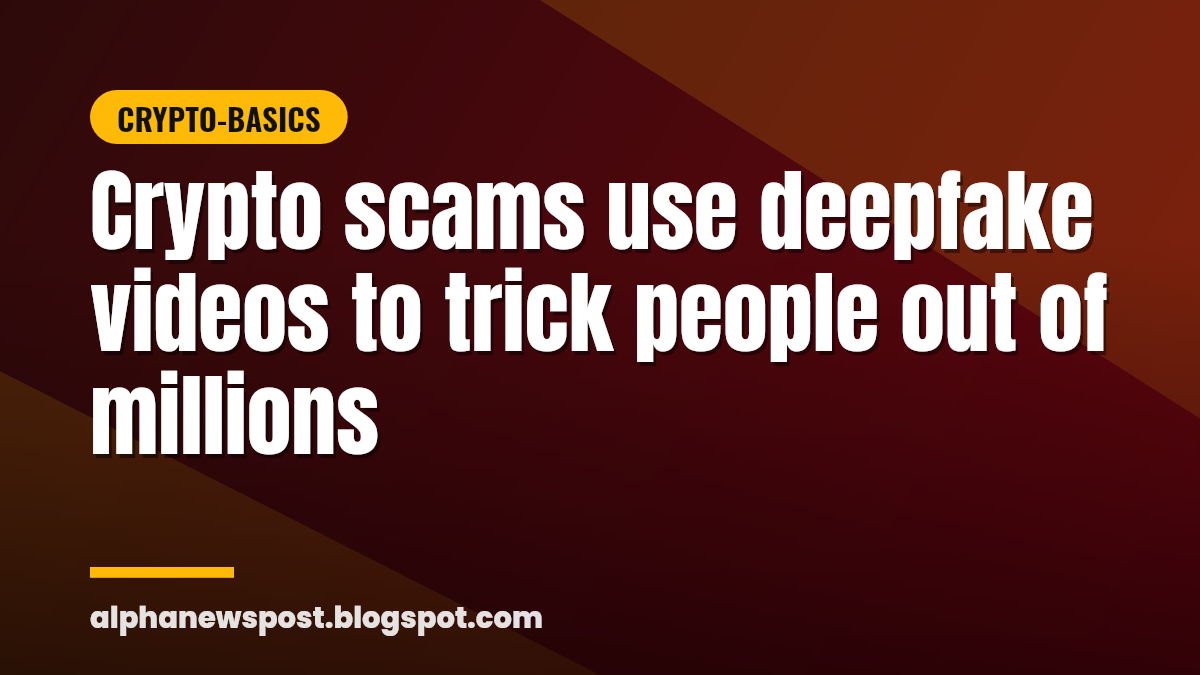 CRYPTO-BASICS
Crypto scams use deepfake
videos to trick people out of
millions
alphanewspost.blogspot.com